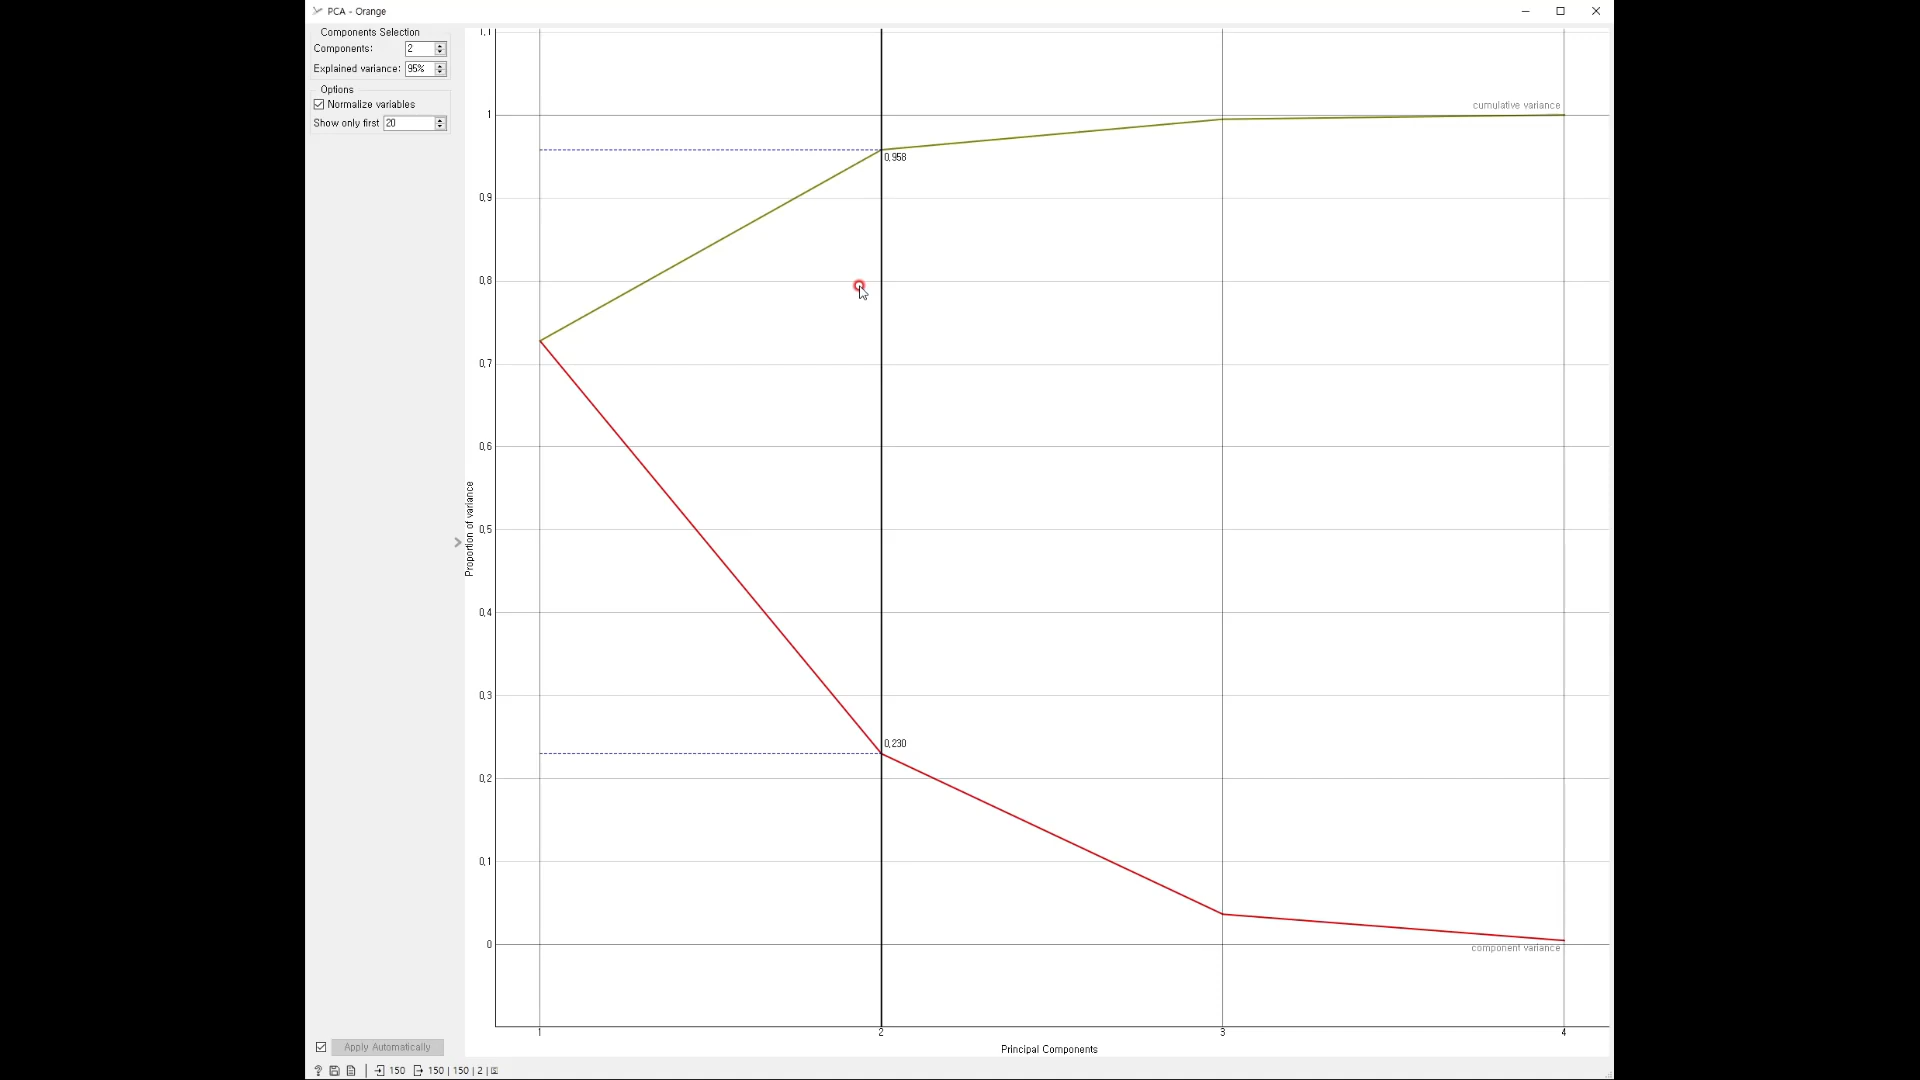 PCA - Orange
Components Selection
Components: 2
Explained variance: 95%
Options
Normalize variables
Show only first 20
1,1
1
0,9
0,8
0,7
0,6
0,5
0,4
0,3
0,2
0,1
0
Proportion of variance
cumulative variance
0,958
0,230
component variance
1 2 3 4
Principal Components
Apply Automatically
? 150 150 | 150 | 2 |